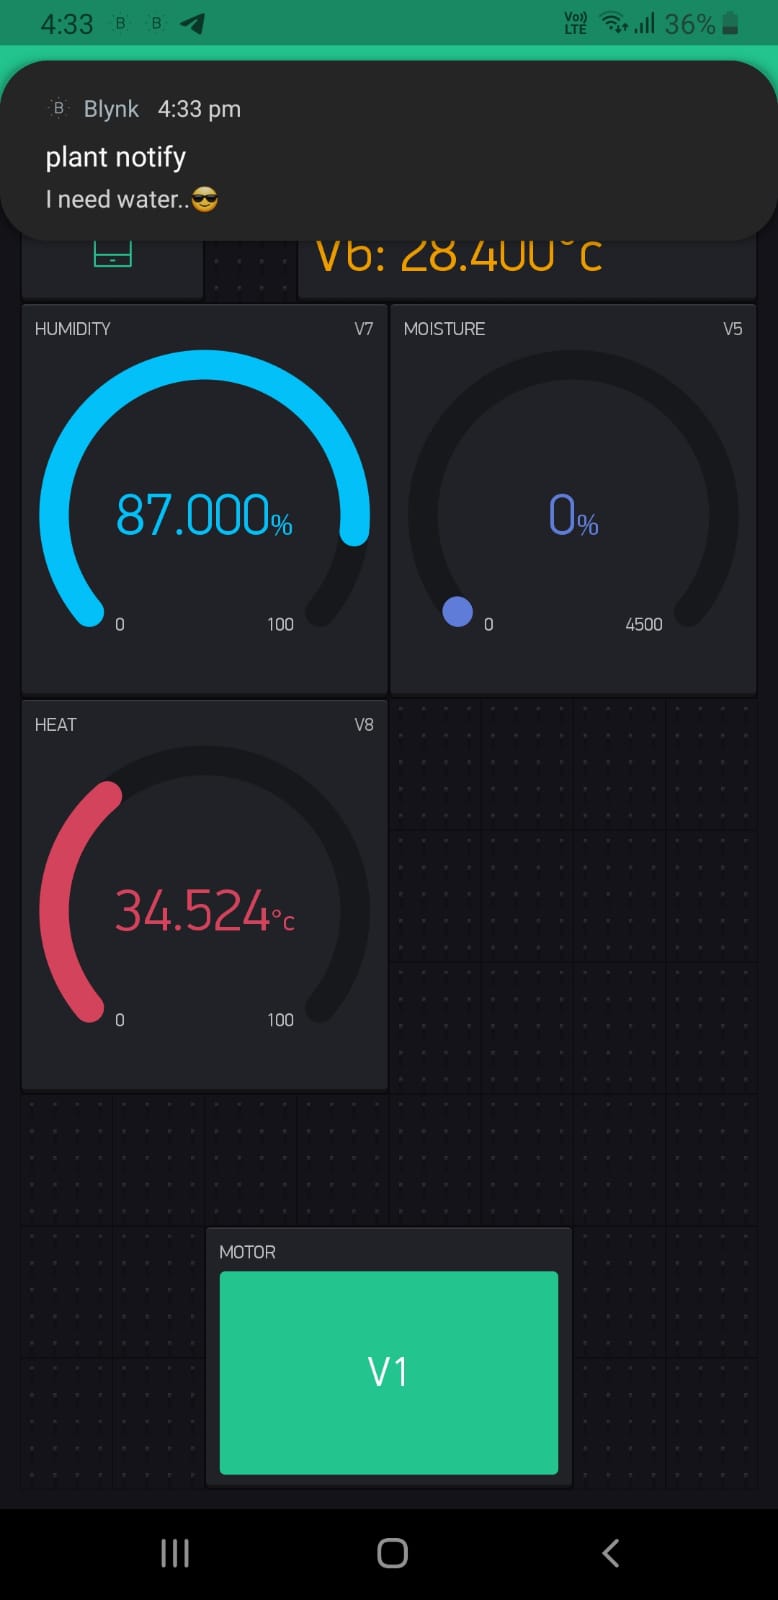 4:33 B B Vo)) LTE 36%
B Blynk 4:33 pm
plant notify
I need water..😎
V6: 28.400°c
HUMIDITY V7
87.000%
0 100
MOISTURE V5
0%
0 4500
HEAT V8
34.524°c
0 100
MOTOR
V1